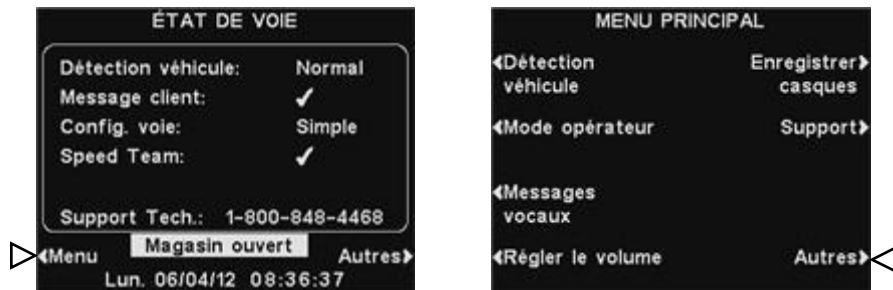 ÉTAT DE VOIE
Détection véhicule: Normal
Message client: ✓
Config. voie: Simple
Speed Team: ✓
Support Tech.: 1-800-848-4468
Magasin ouvert
Menu Autres
Lun. 06/04/12 08:36:37
MENU PRINCIPAL
Détection Enregistrer
véhicule casques
Mode opérateur Support
Messages
vocaux
Régler le volume Autres